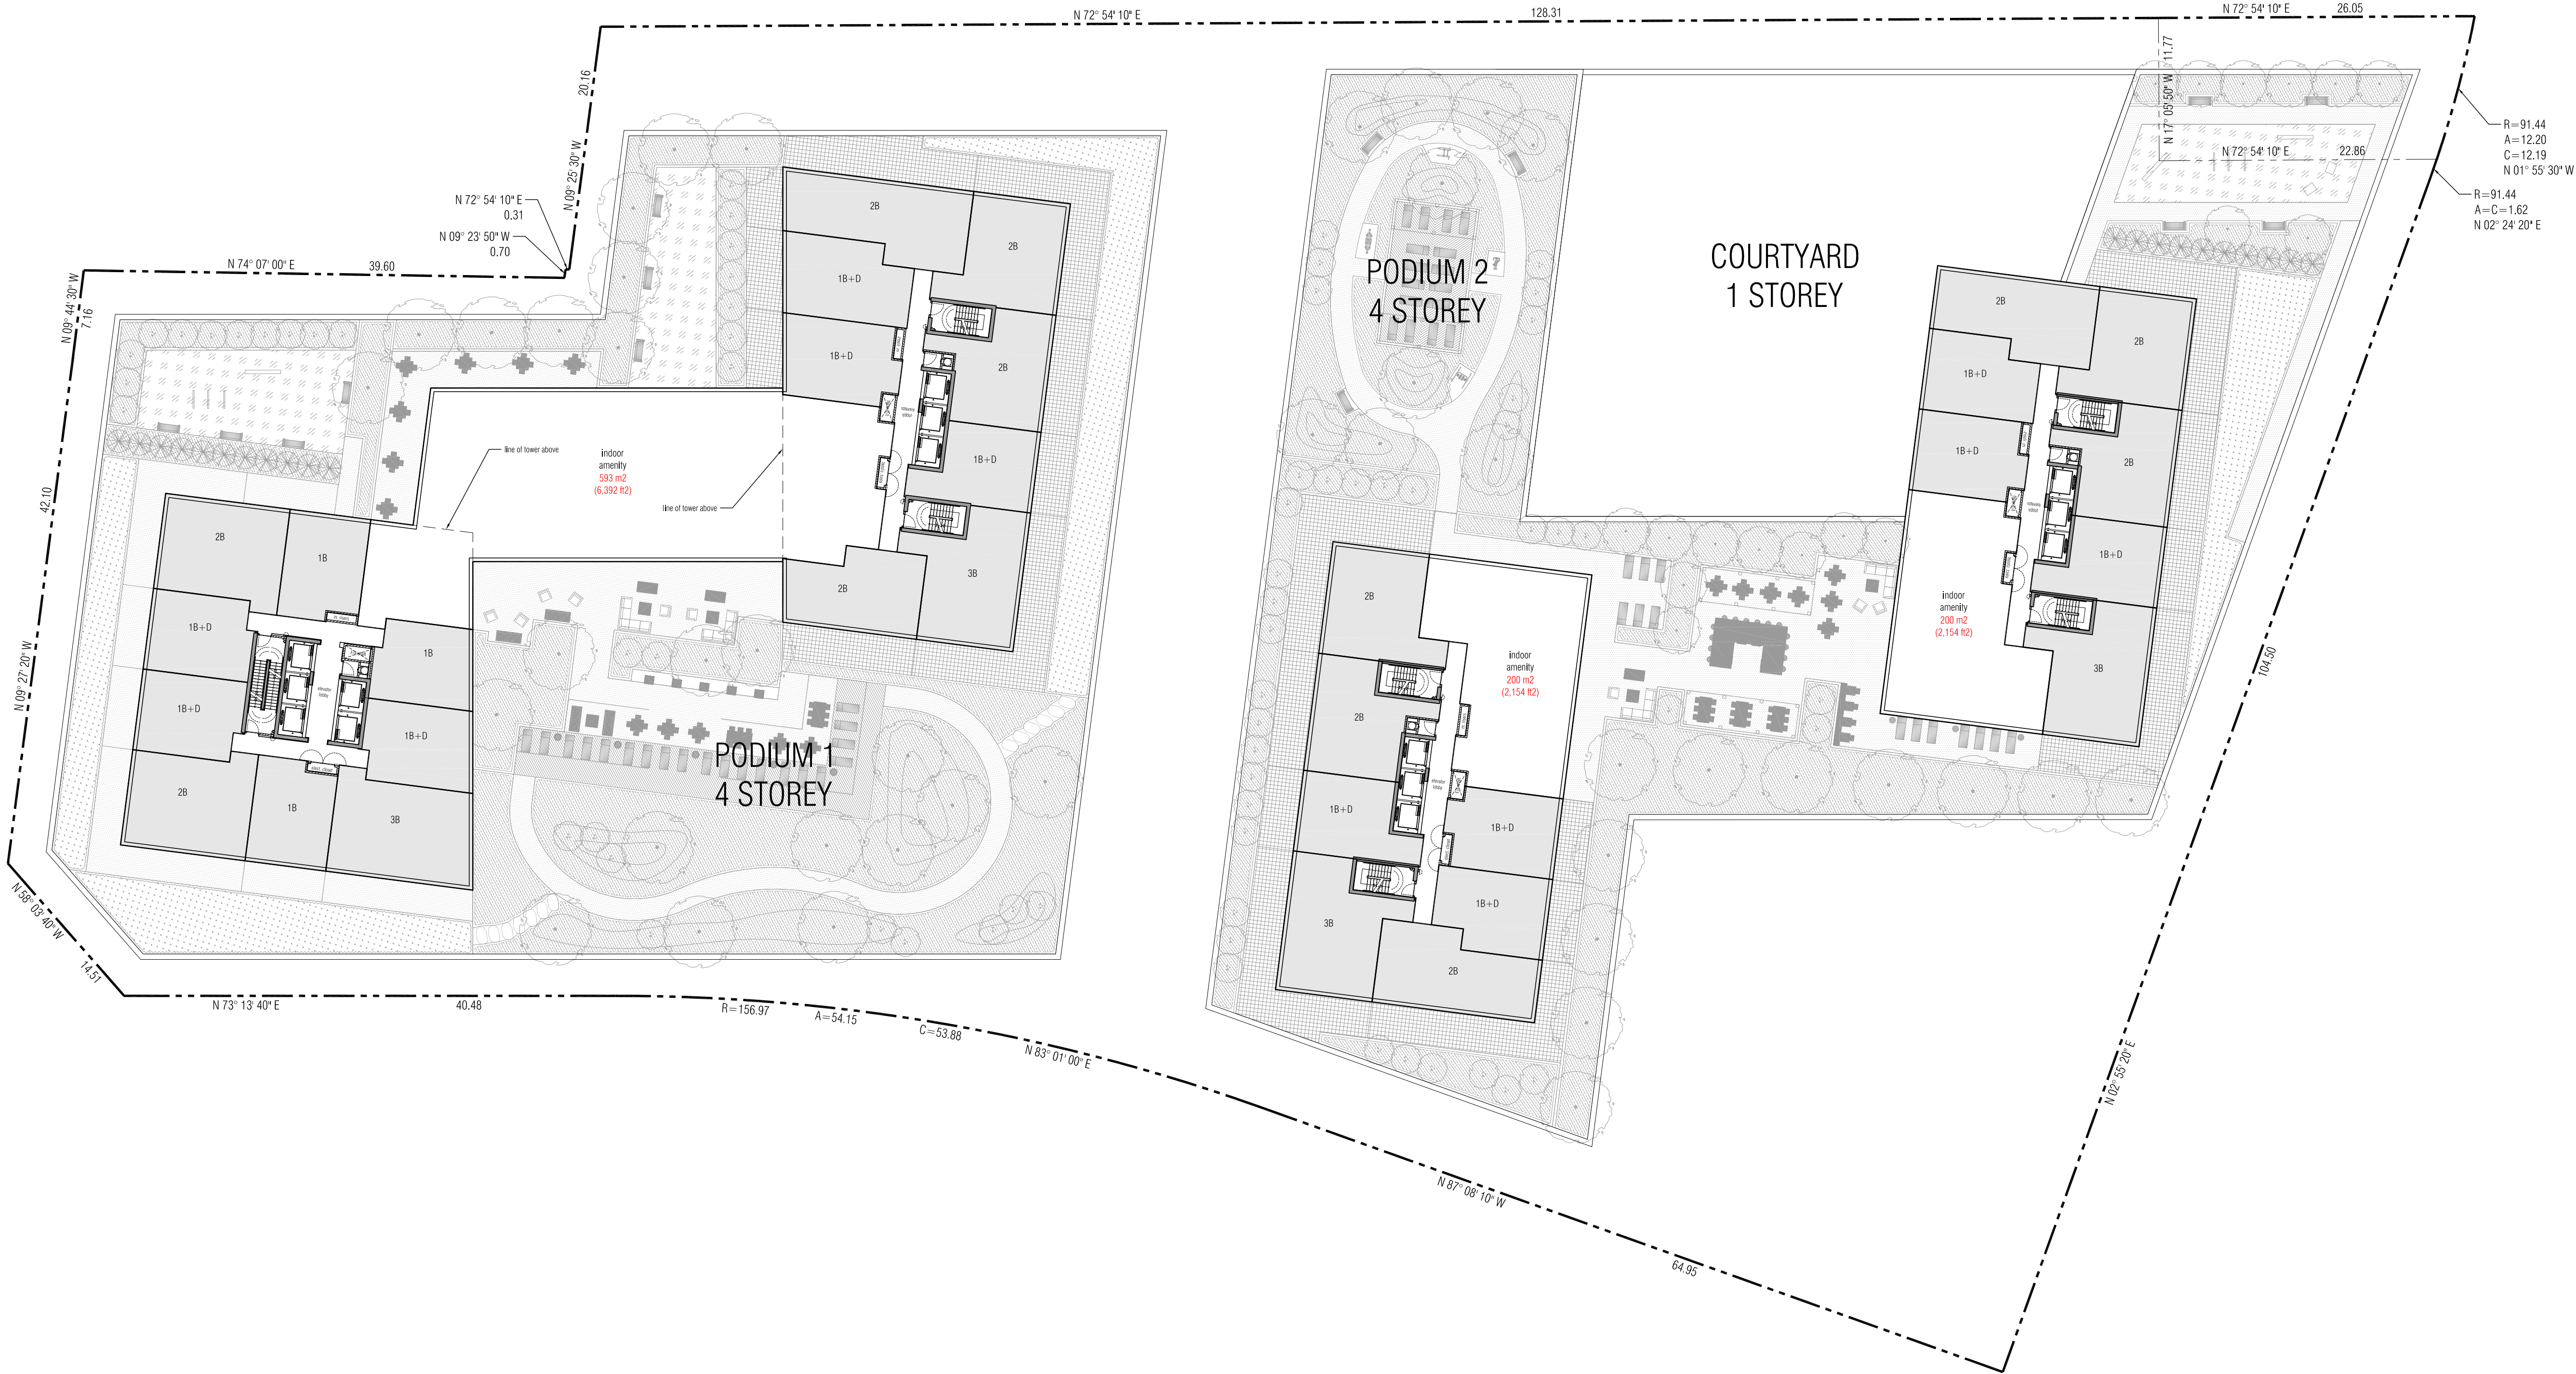 N 72° 54' 10" E
128.31
N 72° 54' 10" E
26.05
20.16
N 09° 25' 30" W
N 17° 05' 50" W
11.77
R=91.44
A=12.20
C=12.19
N 01° 55' 30" W
N 72° 54' 10" E
22.86
R=91.44
A=C=1.62
N 02° 24' 20" E
N 72° 54' 10" E
0.31
N 09° 23' 50" W
0.70
N 74° 07' 00" E
39.60
N 09° 44' 30" W
7.16
42.10
N 09° 27' 20" W
N 58° 03' 40" W
14.51
N 73° 13' 40" E
40.48
R=156.97
A=54.15
C=53.88
N 83° 01' 00" E
N 87° 08' 10" W
64.95
N 02° 55' 20" E
104.50
PODIUM 1
4 STOREY
PODIUM 2
4 STOREY
COURTYARD
1 STOREY
line of tower above
indoor
amenity
593 m2
(6,392 ft2)
line of tower above
2B
2B
1B+D
1B+D
2B
1B+D
3B
2B
2B
1B
1B+D
1B
1B+D
1B+D
2B
1B
3B
elevator
lobby
elect. closet
2B
2B
1B+D
3B
1B+D
1B+D
2B
elevator
lobby
indoor
amenity
200 m2
(2,154 ft2)
2B
2B
1B+D
1B+D
2B
1B+D
3B
indoor
amenity
200 m2
(2,154 ft2)